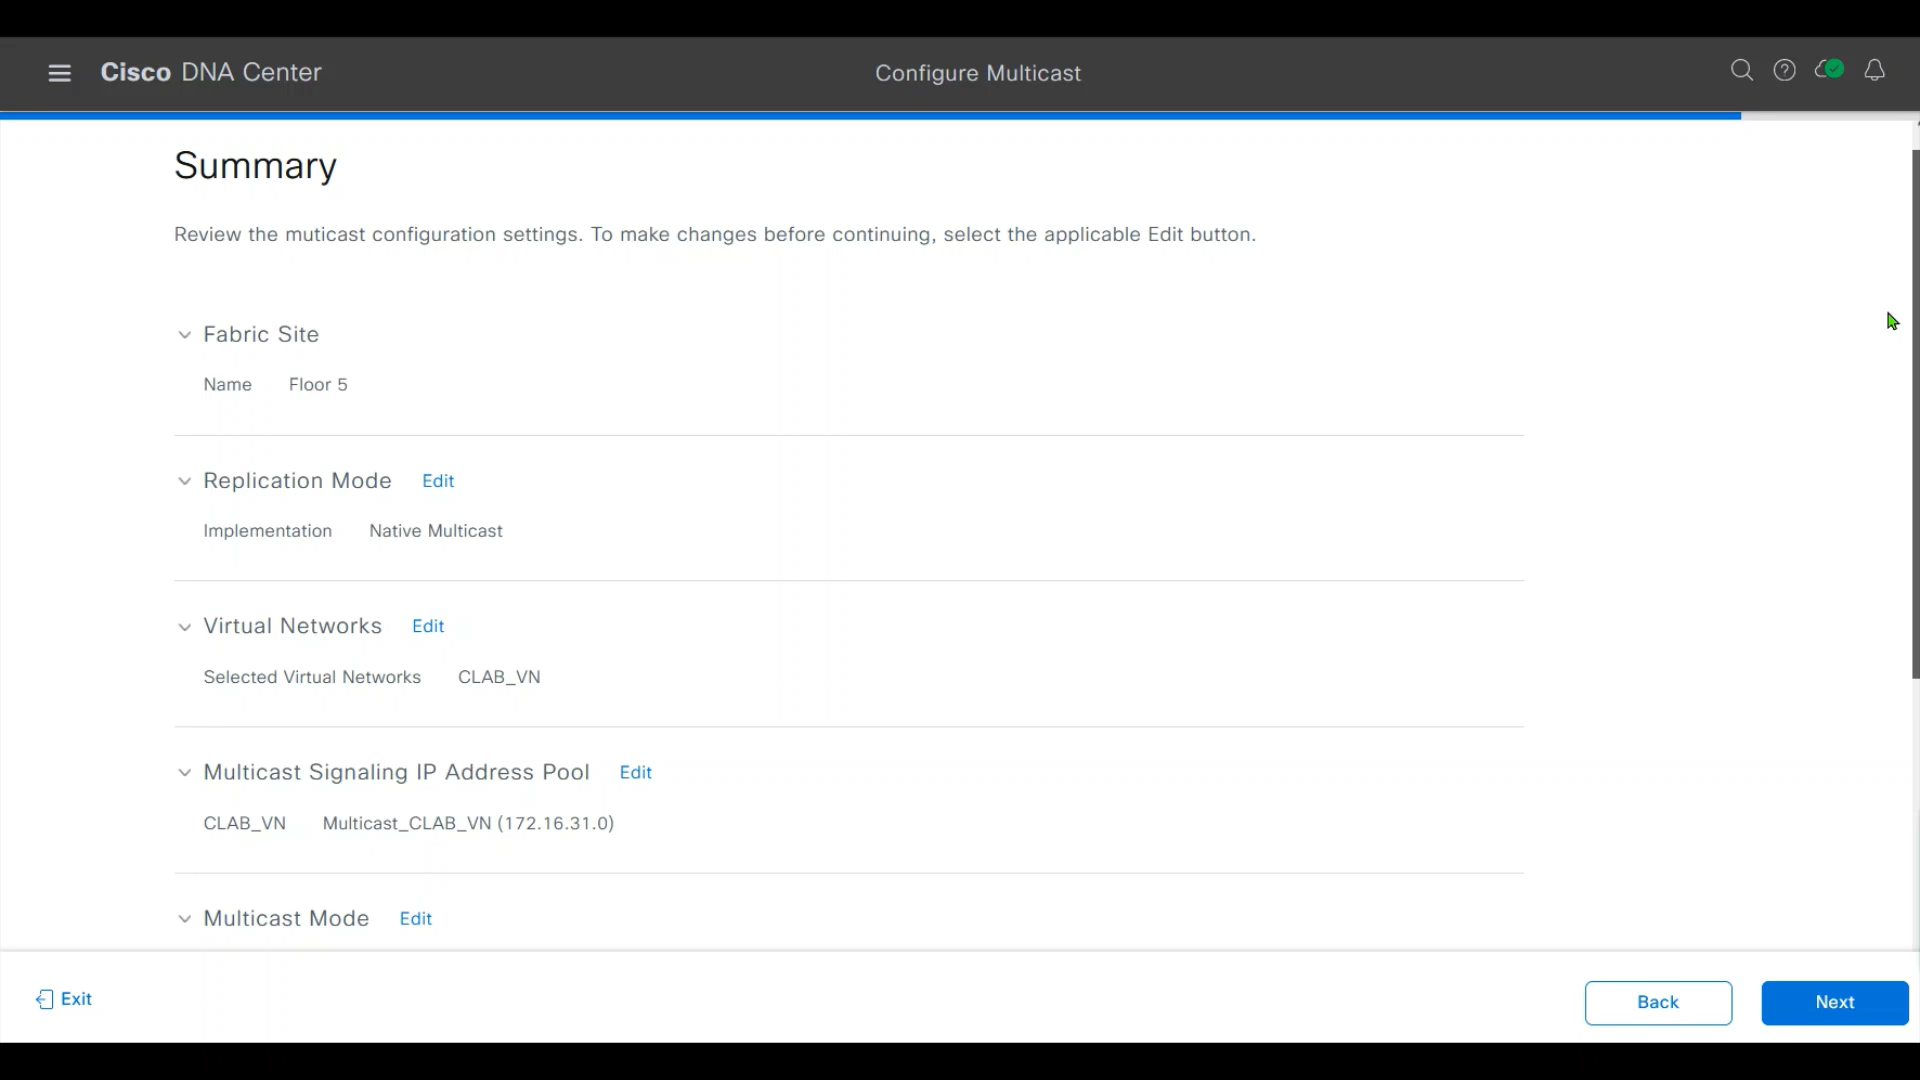 Cisco DNA Center
Configure Multicast
Summary
Review the muticast configuration settings. To make changes before continuing, select the applicable Edit button.
Fabric Site
Name Floor 5
Replication Mode Edit
Implementation Native Multicast
Virtual Networks Edit
Selected Virtual Networks CLAB_VN
Multicast Signaling IP Address Pool Edit
CLAB_VN Multicast_CLAB_VN (172.16.31.0)
Multicast Mode Edit
Exit
Back
Next